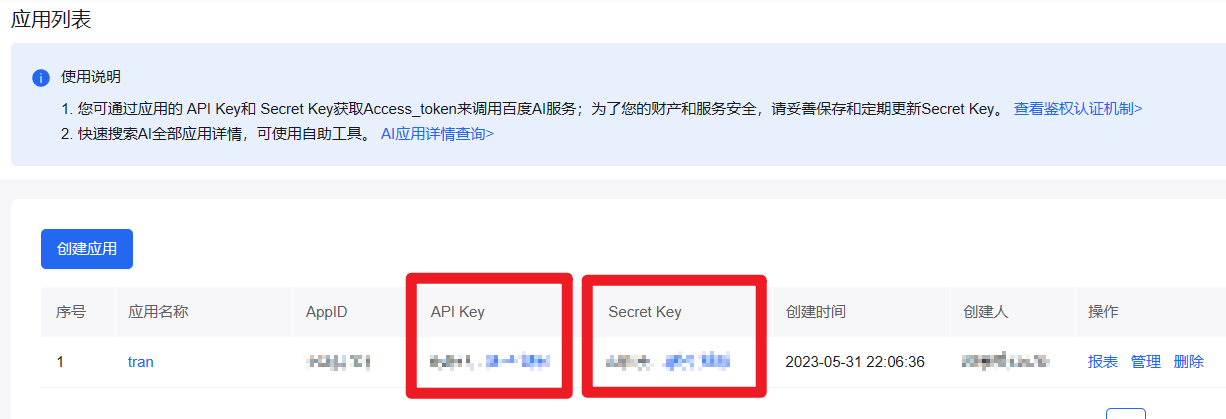 应用列表
使用说明
1. 您可通过应用的 API Key和 Secret Key获取Access_token来调用百度AI服务；为了您的财产和服务安全，请妥善保存和定期更新Secret Key。 查看鉴权认证机制>
2. 快速搜索AI全部应用详情，可使用自助工具。 AI应用详情查询>
创建应用
序号 应用名称 AppID API Key Secret Key 创建时间 创建人 操作
1 tran 2023-05-31 22:06:36 报表 管理 删除